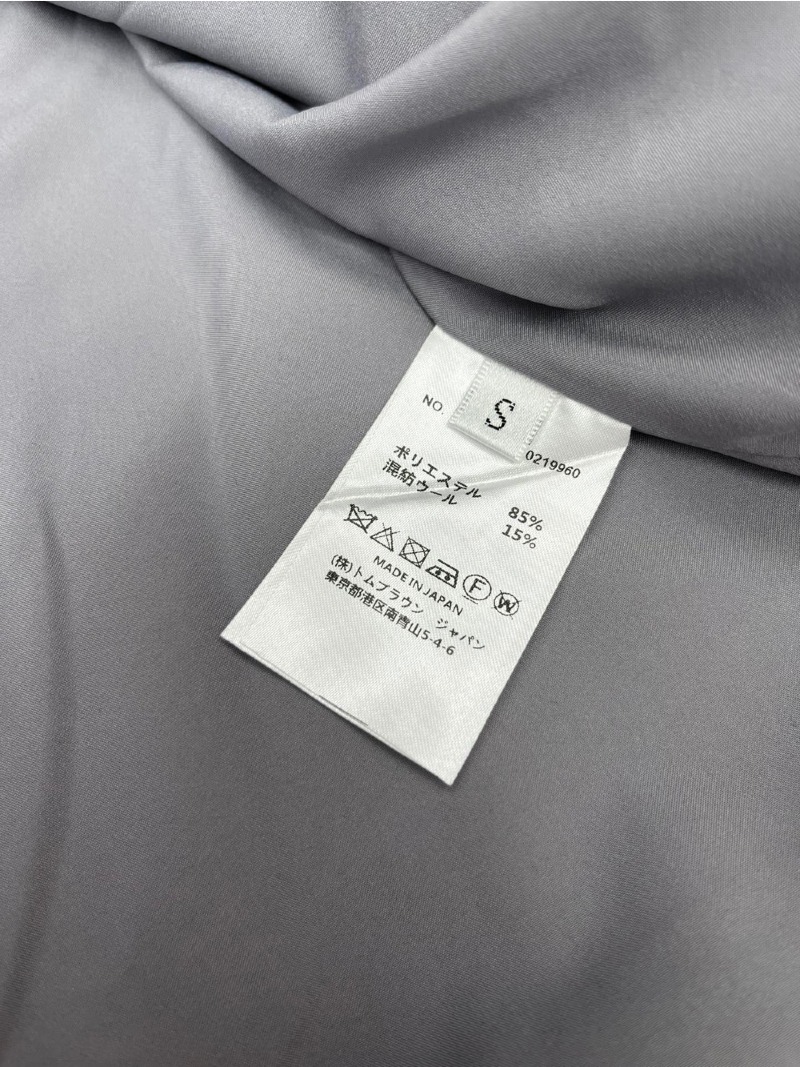 NO.
S
0219960
ポリエステル 85%
混紡ウール 15%
F W
MADE IN JAPAN
(株)トムブラウン ジャパン
東京都港区南青山5-4-6